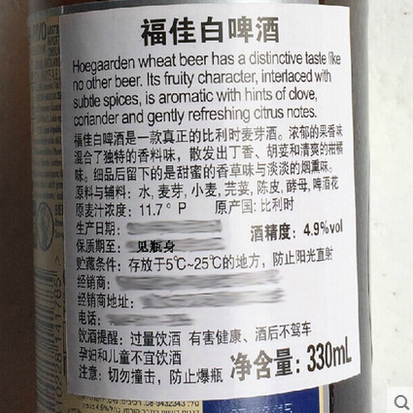 福佳白啤酒
Hoegaarden wheat beer has a distinctive taste like
no other beer. Its fruity character, interlaced with
subtle spices, is aromatic with hints of clove,
coriander and gently refreshing citrus notes.
福佳白啤酒是一款真正的比利时麦芽酒。浓郁的果香味
混合了独特的香料味，散发出丁香、胡荽和清爽的柑橘
味。细品后留下的是甜蜜的香草味与淡淡的烟熏味。
原料与辅料：水，麦芽，小麦，芫荽，陈皮，酵母，啤酒花
原麦汁浓度：11.7°P 原产国：比利时
生产日期：
酒精度：4.9%vol
保质期至：见瓶身
贮藏条件：存放于5℃~25℃的地方，防止阳光直射
经销商：
经销商地址：
电话：
饮酒提醒：过量饮酒 有害健康、酒后不驾车
孕妇和儿童不宜饮酒
净含量：330mL
注意：切勿撞击，防止爆瓶